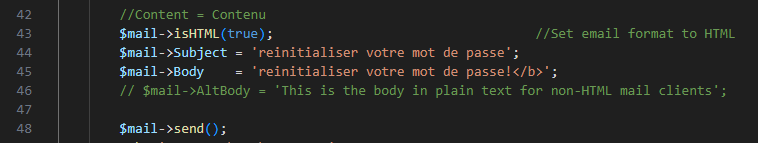 42 //Content = Contenu
43 $mail->isHTML(true); //Set email format to HTML
44 $mail->Subject = 'reinitialiser votre mot de passe';
45 $mail->Body    = 'reinitialiser votre mot de passe!</b>';
46 // $mail->AltBody = 'This is the body in plain text for non-HTML mail clients';
47
48 $mail->send();